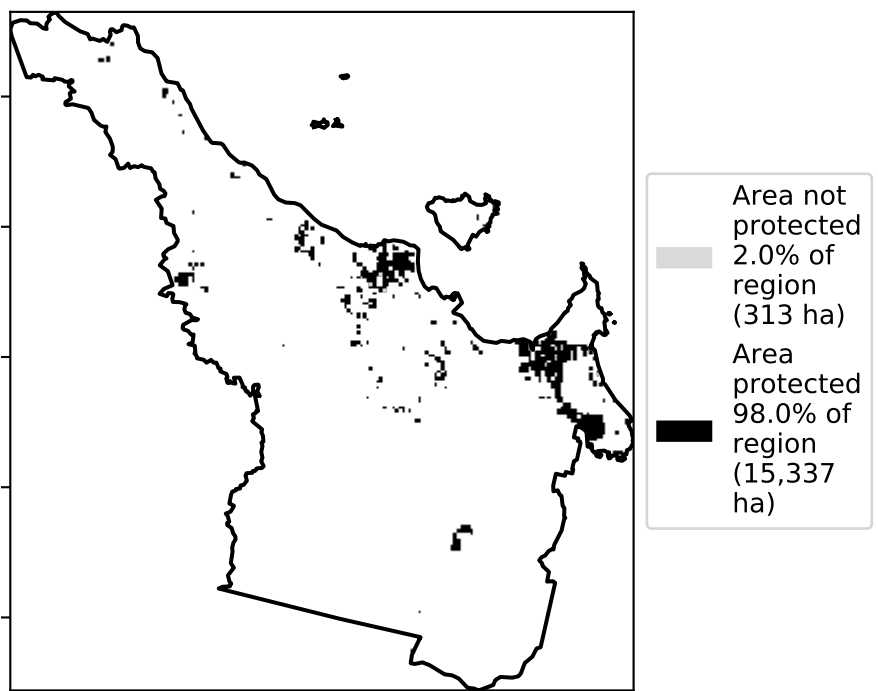 Area not
protected
2.0% of
region
(313 ha)
Area
protected
98.0% of
region
(15,337
ha)